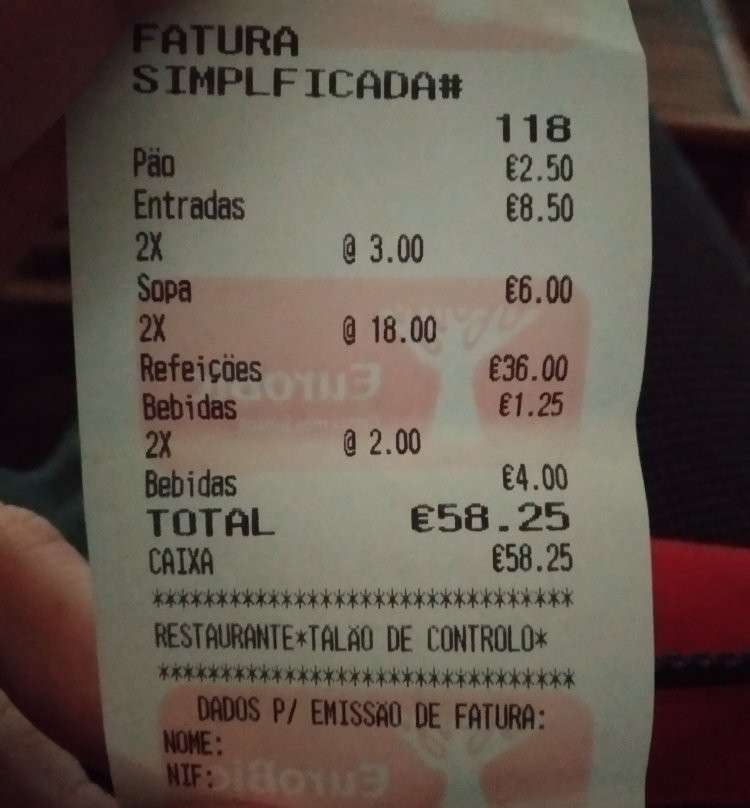 FATURA
SIMPLFICADA#
118
Pão €2.50
Entradas €8.50
2X @ 3.00
Sopa €6.00
2X @ 18.00
Refeições €36.00
Bebidas €1.25
2X @ 2.00
Bebidas €4.00
TOTAL €58.25
CAIXA €58.25
*********************************
RESTAURANTE*TALÃO DE CONTROLO*
*********************************
DADOS P/ EMISSÃO DE FATURA:
NOME:
NIF:
EuroBic